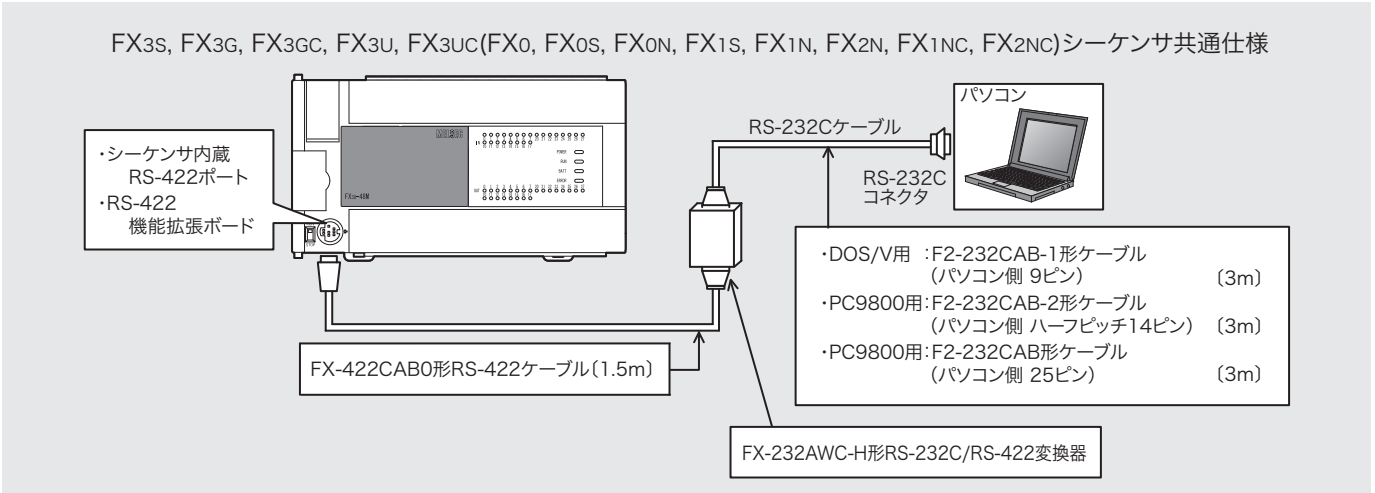 FX3S, FX3G, FX3GC, FX3U, FX3UC(FX0, FX0S, FX0N, FX1S, FX1N, FX2N, FX1NC, FX2NC)シーケンサ共通仕様
・シーケンサ内蔵
RS-422ポート
・RS-422
機能拡張ボード
MELSEC
IN
POWER
RUN
BATT
ERROR
OUT
RS-232Cケーブル
パソコン
RS-232C
コネクタ
・DOS/V用 :F2-232CAB-1形ケーブル
(パソコン側 9ピン) 〔3m〕
・PC9800用:F2-232CAB-2形ケーブル
(パソコン側 ハーフピッチ14ピン) 〔3m〕
・PC9800用:F2-232CAB形ケーブル
(パソコン側 25ピン) 〔3m〕
FX-422CAB0形RS-422ケーブル〔1.5m〕
FX-232AWC-H形RS-232C/RS-422変換器